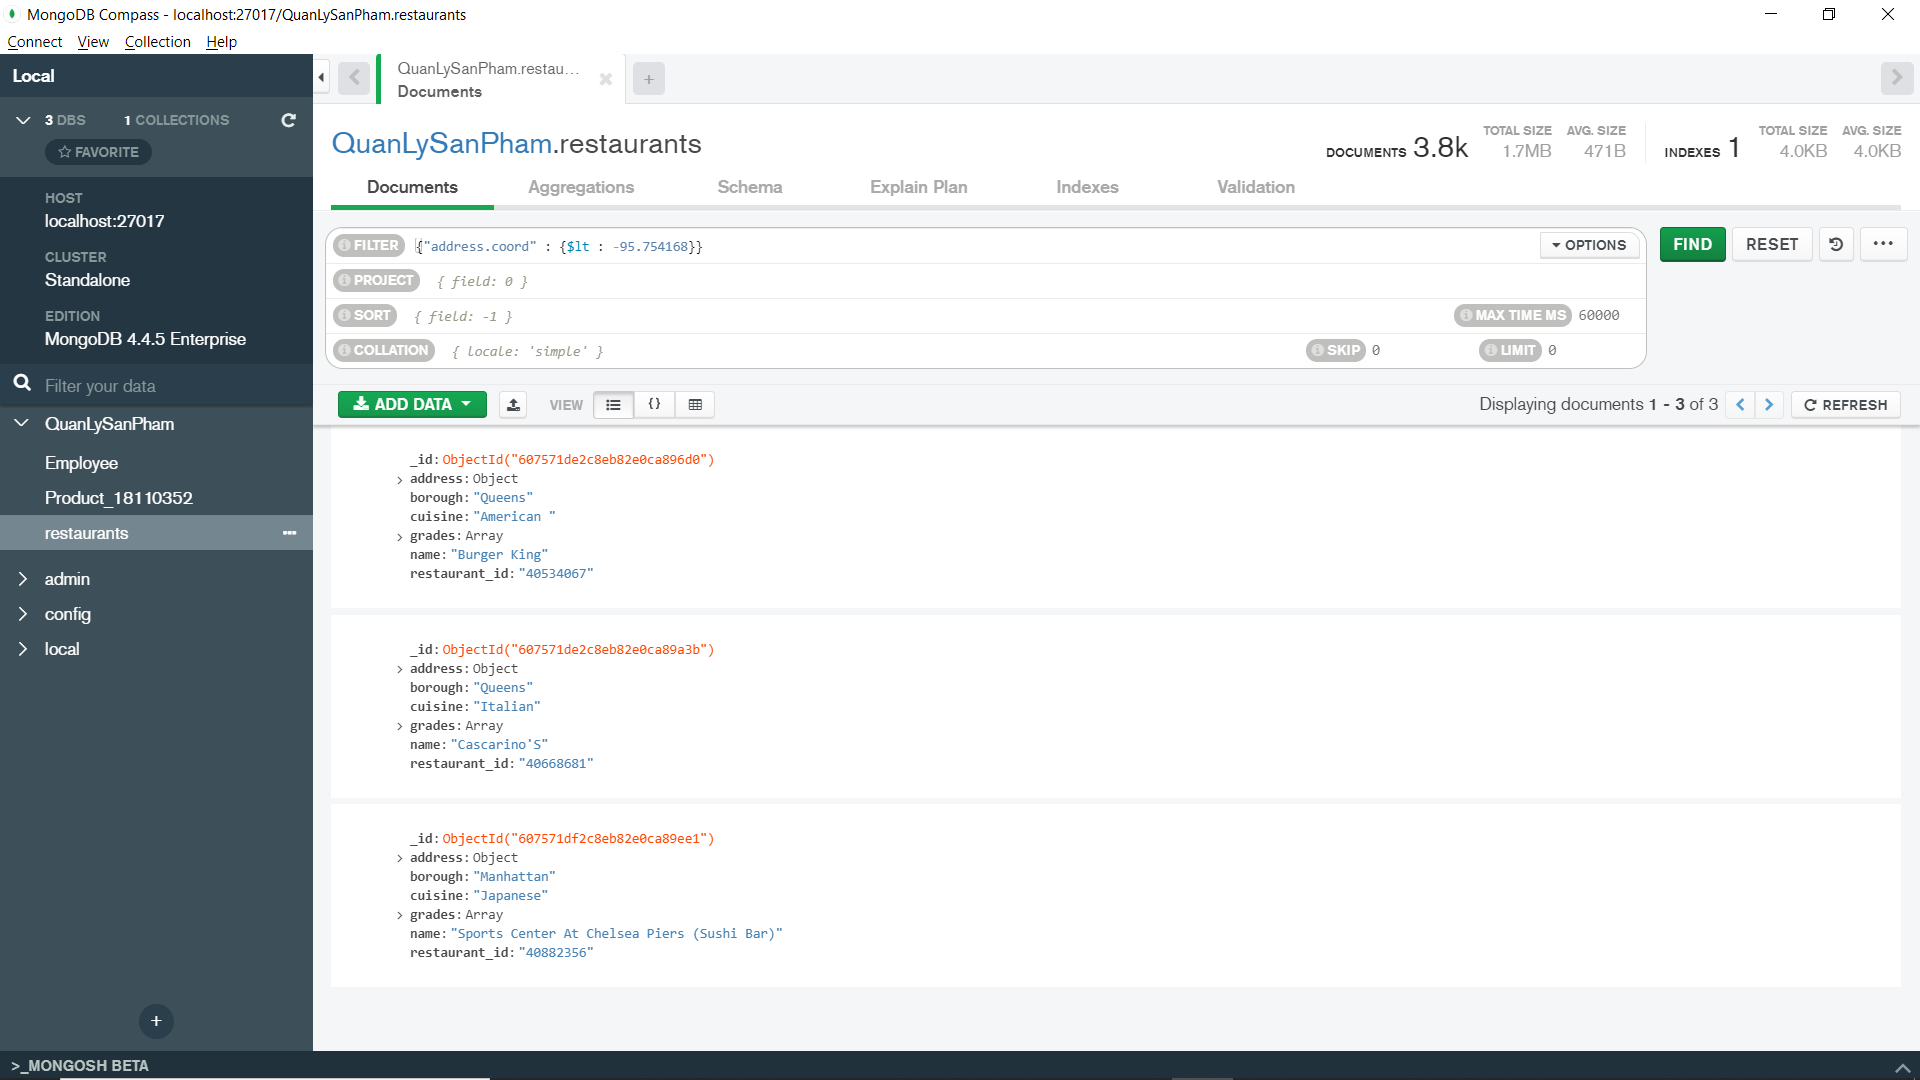 MongoDB Compass - localhost:27017/QuanLySanPham.restaurants
Connect View Collection Help
Local
3 DBS 1 COLLECTIONS
FAVORITE
HOST
localhost:27017
CLUSTER
Standalone
EDITION
MongoDB 4.4.5 Enterprise
Filter your data
QuanLySanPham
Employee
Product_18110352
restaurants
admin
config
local
>_MONGOSH BETA
QuanLySanPham.restau...
Documents
QuanLySanPham.restaurants
DOCUMENTS 3.8k TOTAL SIZE 1.7MB AVG. SIZE 471B INDEXES 1 TOTAL SIZE 4.0KB AVG. SIZE 4.0KB
Documents Aggregations Schema Explain Plan Indexes Validation
FILTER {"address.coord" : {$lt : -95.754168}} OPTIONS FIND RESET
PROJECT { field: 0 }
SORT { field: -1 } MAX TIME MS 60000
COLLATION { locale: 'simple' } SKIP 0 LIMIT 0
ADD DATA VIEW {} Displaying documents 1 - 3 of 3 REFRESH
_id: ObjectId("607571de2c8eb82e0ca896d0")
address: Object
borough: "Queens"
cuisine: "American "
grades: Array
name: "Burger King"
restaurant_id: "40534067"
_id: ObjectId("607571de2c8eb82e0ca89a3b")
address: Object
borough: "Queens"
cuisine: "Italian"
grades: Array
name: "Cascarino'S"
restaurant_id: "40668681"
_id: ObjectId("607571df2c8eb82e0ca89ee1")
address: Object
borough: "Manhattan"
cuisine: "Japanese"
grades: Array
name: "Sports Center At Chelsea Piers (Sushi Bar)"
restaurant_id: "40882356"